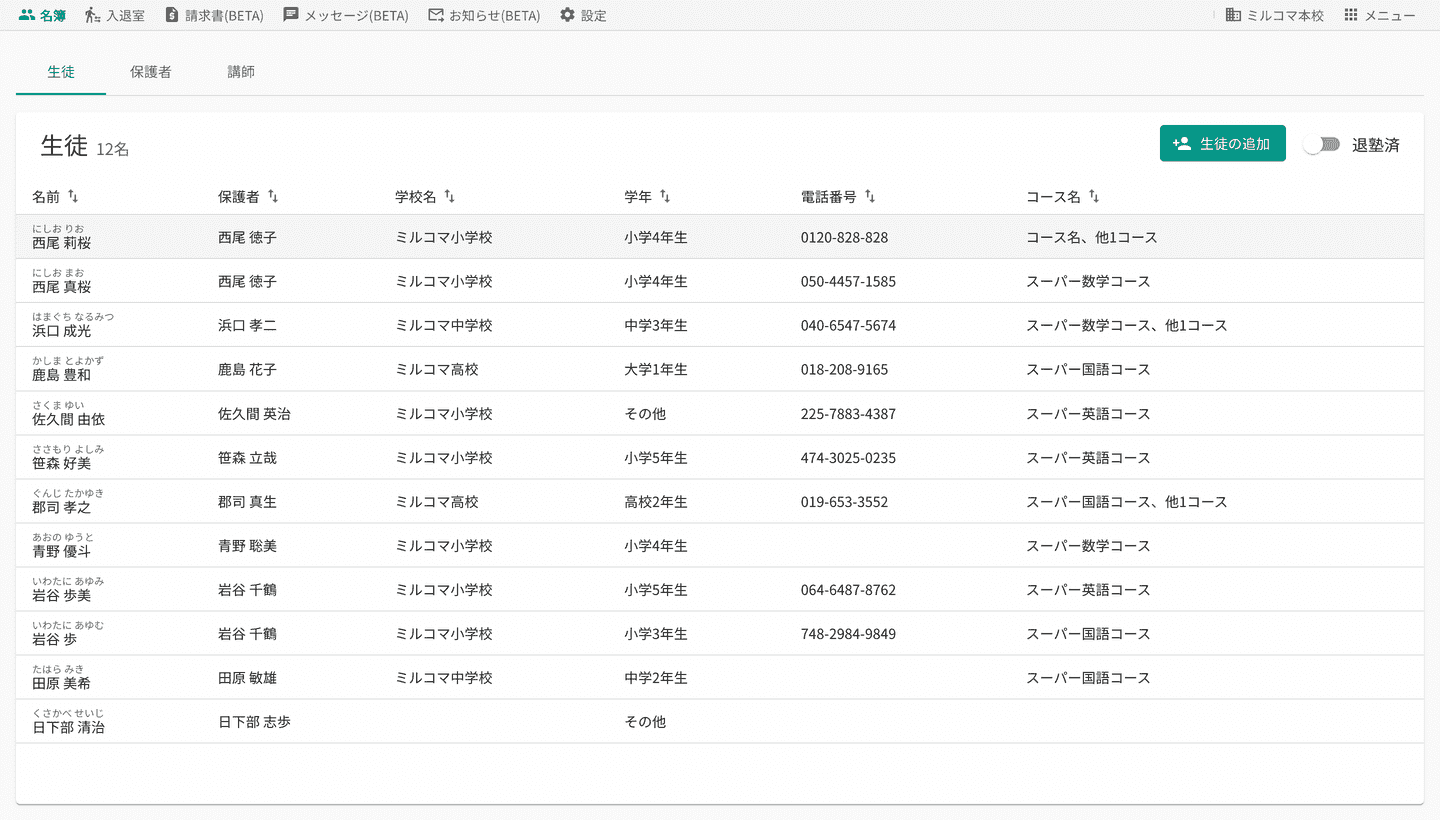 名簿 入退室 請求書(BETA) メッセージ(BETA) お知らせ(BETA) 設定 ミルコマ本校 メニュー
生徒 保護者 講師
生徒 12名 生徒の追加 退塾済
名前 保護者 学校名 学年 電話番号 コース名
にしお りお
西尾 莉桜 西尾 徳子 ミルコマ小学校 小学4年生 0120-828-828 コース名、他1コース
にしお まお
西尾 真桜 西尾 徳子 ミルコマ小学校 小学4年生 050-4457-1585 スーパー数学コース
はまぐち なるみつ
浜口 成光 浜口 孝二 ミルコマ中学校 中学3年生 040-6547-5674 スーパー数学コース、他1コース
かしま とよかず
鹿島 豊和 鹿島 花子 ミルコマ高校 大学1年生 018-208-9165 スーパー国語コース
さくま ゆい
佐久間 由依 佐久間 英治 ミルコマ小学校 その他 225-7883-4387 スーパー英語コース
ささもり よしみ
笹森 好美 笹森 立哉 ミルコマ小学校 小学5年生 474-3025-0235 スーパー英語コース
ぐんじ たかゆき
郡司 孝之 郡司 真生 ミルコマ高校 高校2年生 019-653-3552 スーパー国語コース、他1コース
あおの ゆうと
青野 優斗 青野 聡美 ミルコマ小学校 小学4年生 スーパー数学コース
いわたに あゆみ
岩谷 歩美 岩谷 千鶴 ミルコマ小学校 小学5年生 064-6487-8762 スーパー英語コース
いわたに あゆむ
岩谷 歩 岩谷 千鶴 ミルコマ小学校 小学3年生 748-2984-9849 スーパー国語コース
たはら みき
田原 美希 田原 敏雄 ミルコマ中学校 中学2年生 スーパー国語コース
くさかべ せいじ
日下部 清治 日下部 志歩 その他